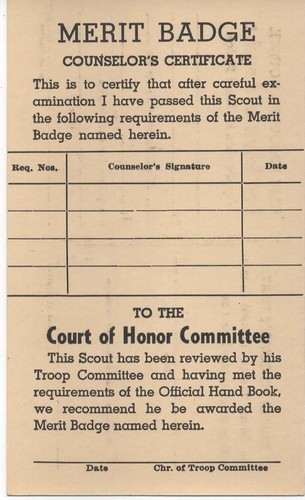 MERIT BADGE
COUNSELOR'S CERTIFICATE
This is to certify that after careful ex-
amination I have passed this Scout in
the following requirements of the Merit
Badge named herein.
Req. Nos. Counselor's Signature Date
TO THE
Court of Honor Committee
This Scout has been reviewed by his
Troop Committee and having met the
requirements of the Official Hand Book,
we recommend he be awarded the
Merit Badge named herein.
Date Chr. of Troop Committee